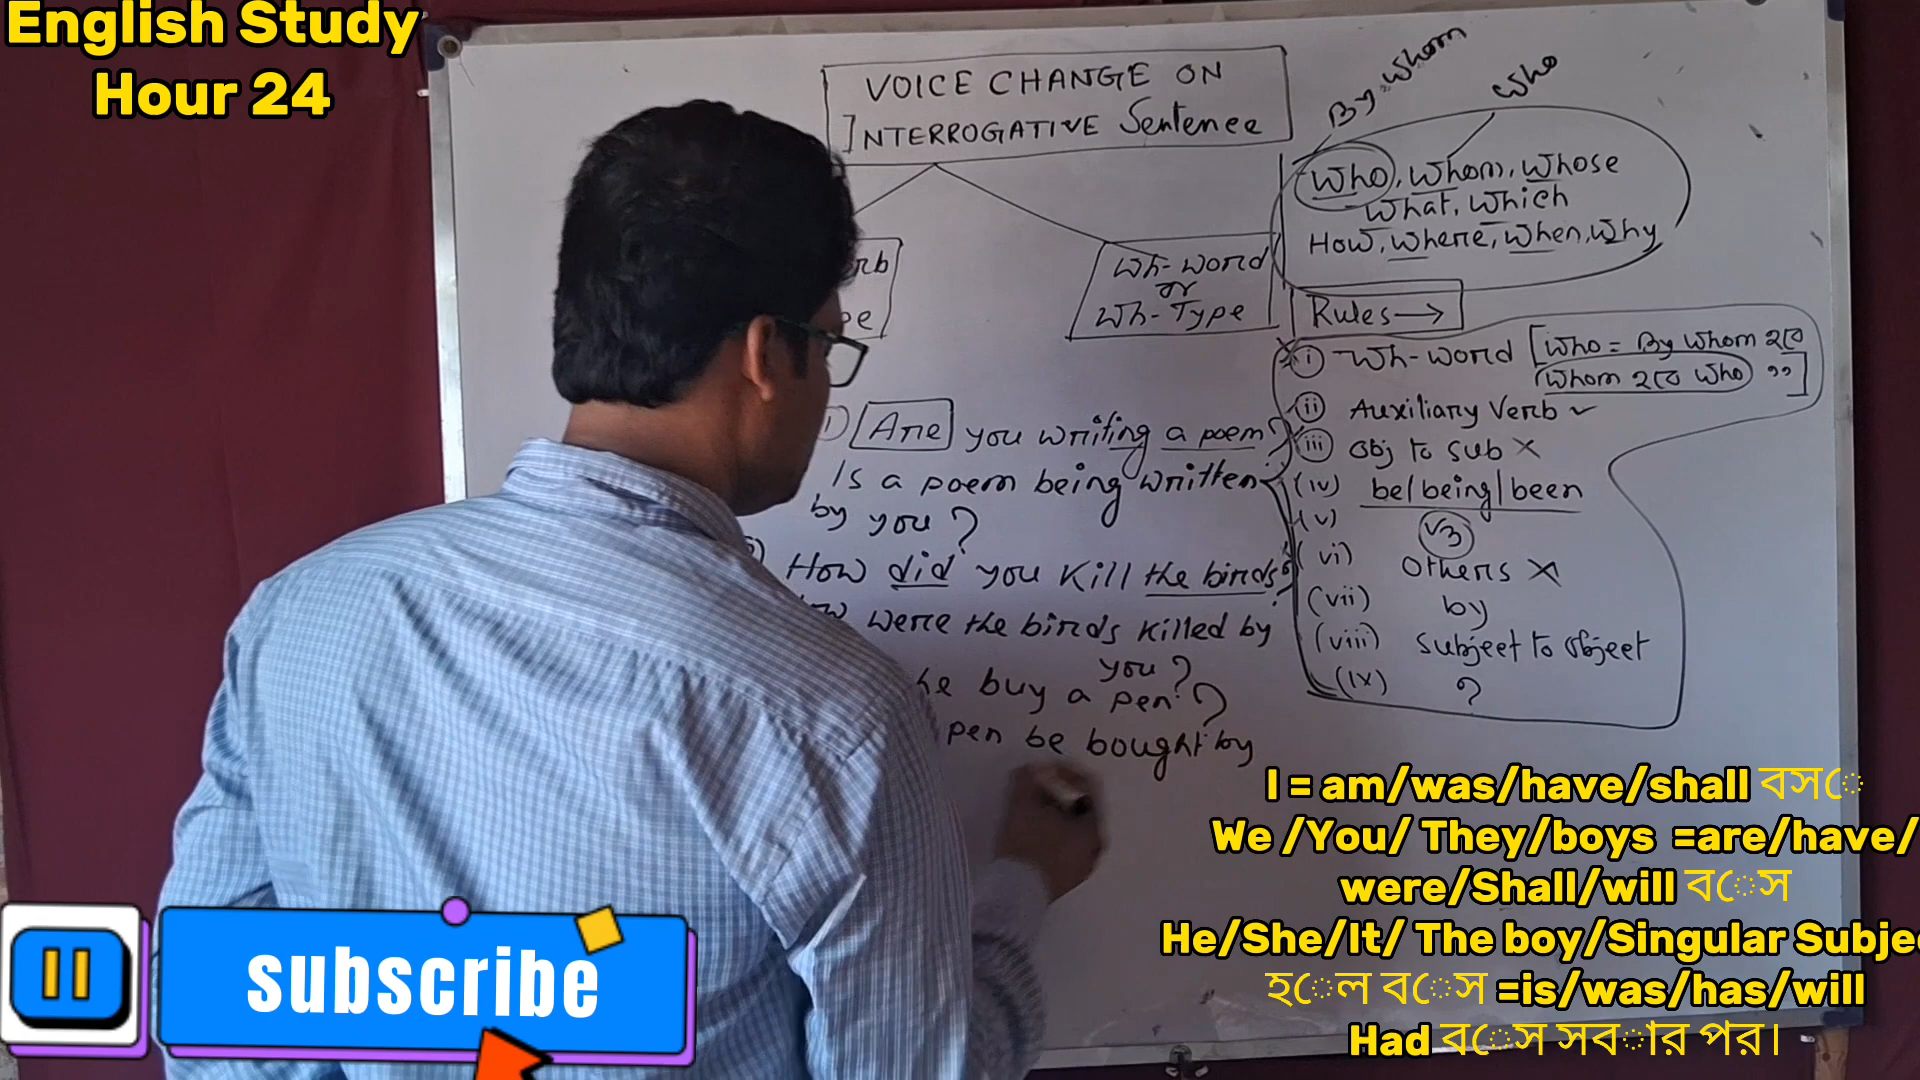 English Study
Hour 24
VOICE CHANGE ON
INTERROGATIVE Sentence
By whom
Who
Who, Whom, Whose
What, Which
How, Where, When, Why
rb
pe
Wh-word
or
Wh-Type
Rules→
i) Wh-word [Who = By Whom হবে
Whom হবে Who ,,]
(ii) Auxiliary Verb ✓
(iii) Obj to sub ×
(iv) be/being/been
(v) V3
(vi) Others ×
(vii) by
(viii) Subject to Object
(ix) ?
1) Are you writing a poem?
Is a poem being written
by you?
How did you kill the birds?
were the birds killed by
you?
he buy a pen?
pen be bought by
I = am/was/have/shall বসে
We /You/ They/boys =are/have/
were/Shall/will বসে
He/She/It/ The boy/Singular Subje
হলে বসে =is/was/has/will
Had বসে সবার পর।
subscribe